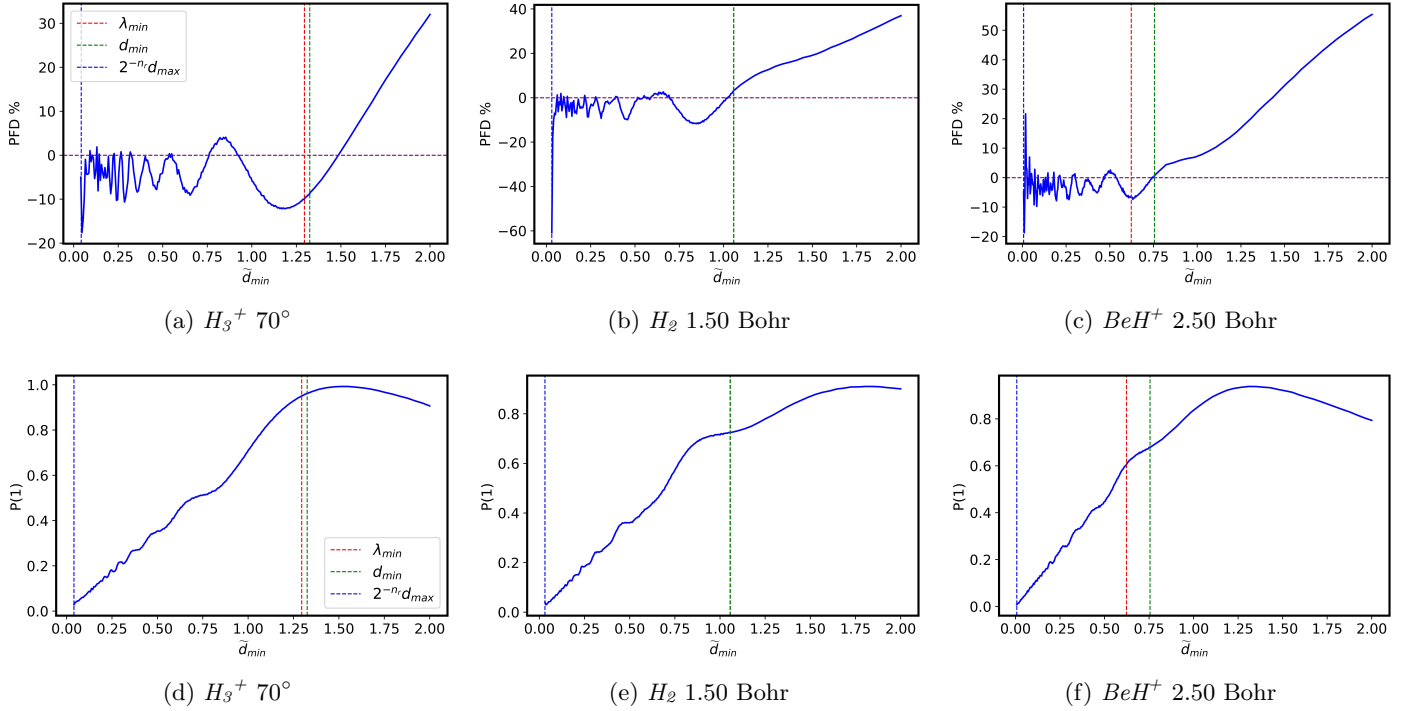 30
20
10
0
−10
−20
PFD %
λ_min
d_min
2^{−n_r}d_max
0.00 0.25 0.50 0.75 1.00 1.25 1.50 1.75 2.00
d̃_min
(a) H₃⁺ 70°
40
20
0
−20
−40
−60
PFD %
0.00 0.25 0.50 0.75 1.00 1.25 1.50 1.75 2.00
d̃_min
(b) H₂ 1.50 Bohr
50
40
30
20
10
0
−10
−20
PFD %
0.00 0.25 0.50 0.75 1.00 1.25 1.50 1.75 2.00
d̃_min
(c) BeH⁺ 2.50 Bohr
1.0
0.8
0.6
0.4
0.2
0.0
P(1)
λ_min
d_min
2^{−n_r}d_max
0.00 0.25 0.50 0.75 1.00 1.25 1.50 1.75 2.00
d̃_min
(d) H₃⁺ 70°
0.8
0.6
0.4
0.2
0.0
P(1)
0.00 0.25 0.50 0.75 1.00 1.25 1.50 1.75 2.00
d̃_min
(e) H₂ 1.50 Bohr
0.8
0.6
0.4
0.2
0.0
P(1)
0.00 0.25 0.50 0.75 1.00 1.25 1.50 1.75 2.00
d̃_min
(f) BeH⁺ 2.50 Bohr